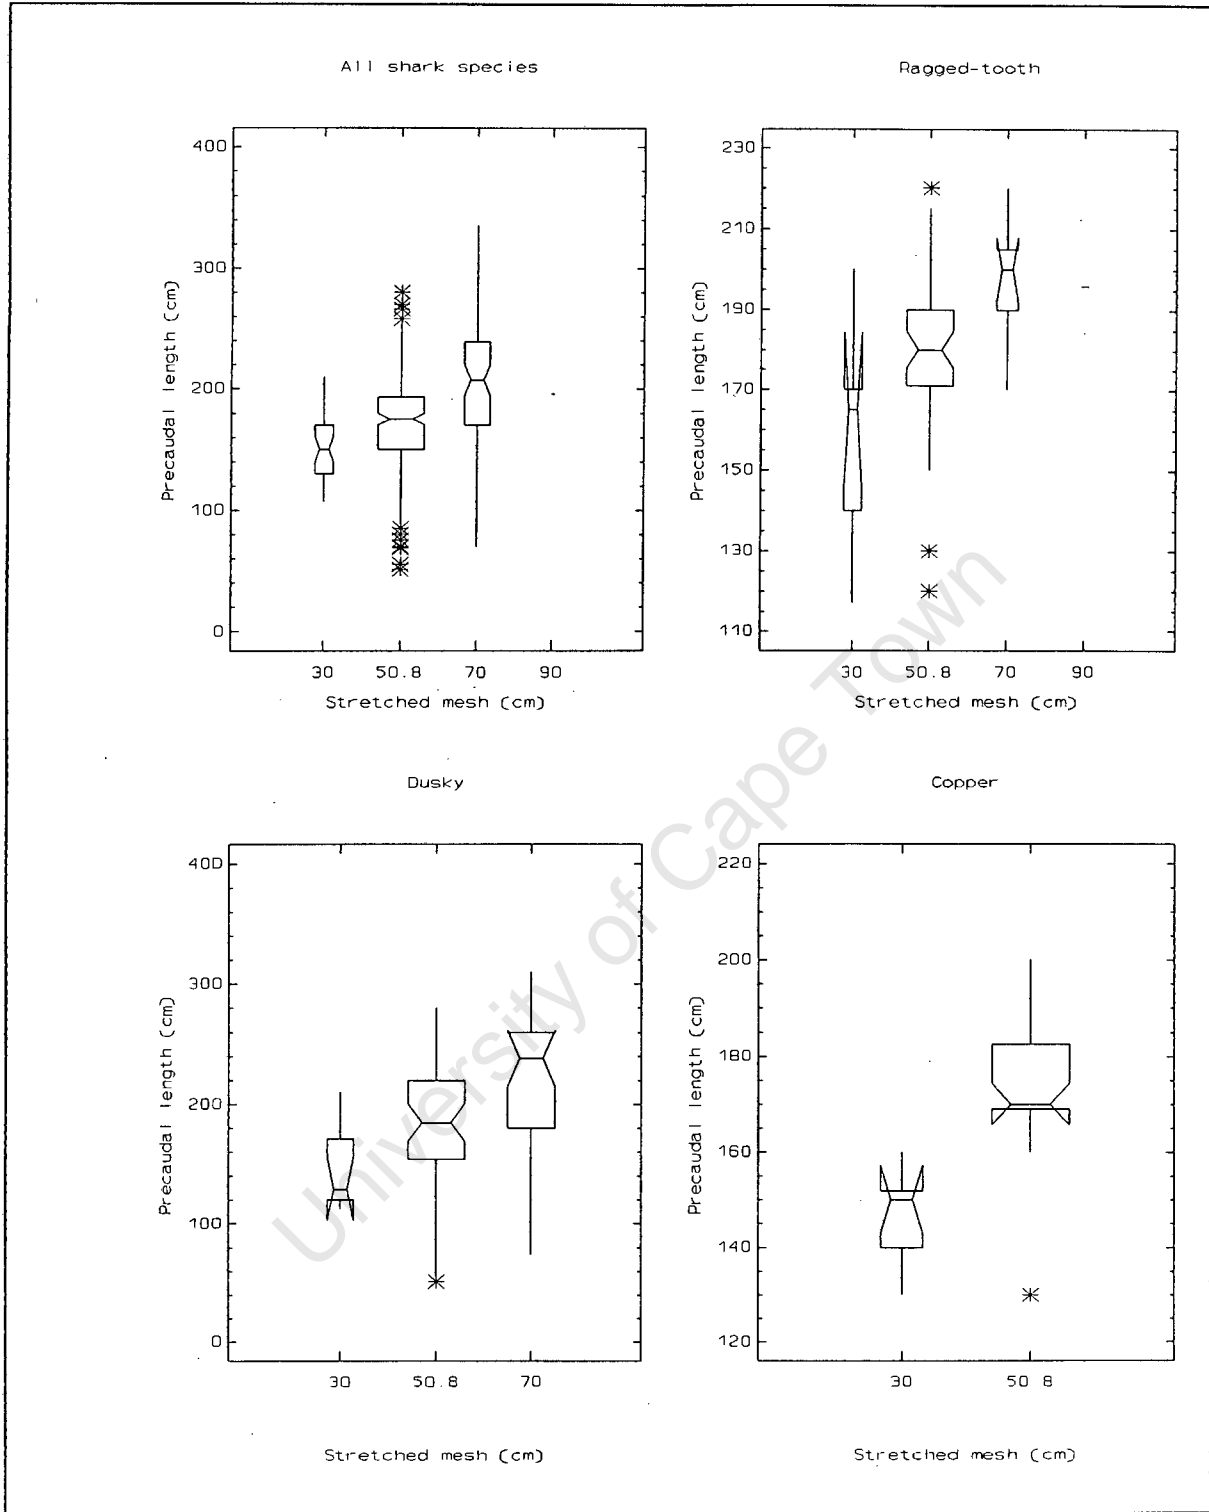 All shark species
Precaudal length (cm)
400
300
200
100
0
30 50.8 70 90
Stretched mesh (cm)
Ragged-tooth
Precaudal length (cm)
230
210
190
170
150
130
110
30 50.8 70 90
Stretched mesh (cm)
Dusky
Precaudal length (cm)
400
300
200
100
0
30 50.8 70
Stretched mesh (cm)
Copper
Precaudal length (cm)
220
200
180
160
140
120
30 50 8
Stretched mesh (cm)
University of Cape Town